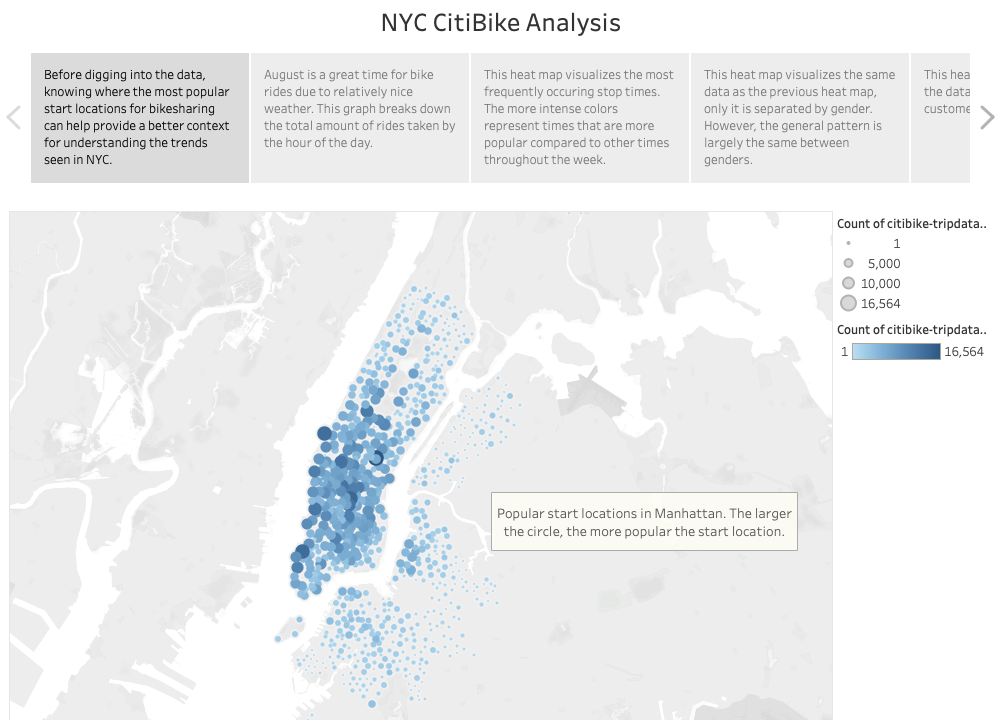 NYC CitiBike Analysis
Before digging into the data,
knowing where the most popular
start locations for bikesharing
can help provide a better context
for understanding the trends
seen in NYC.
August is a great time for bike
rides due to relatively nice
weather. This graph breaks down
the total amount of rides taken by
the hour of the day.
This heat map visualizes the most
frequently occuring stop times.
The more intense colors
represent times that are more
popular compared to other times
throughout the week.
This heat map visualizes the same
data as the previous heat map,
only it is separated by gender.
However, the general pattern is
largely the same between
genders.
This hea
the data
custome
Count of citibike-tripdata..
1
5,000
10,000
16,564
Count of citibike-tripdata..
1 16,564
Popular start locations in Manhattan. The larger
the circle, the more popular the start location.